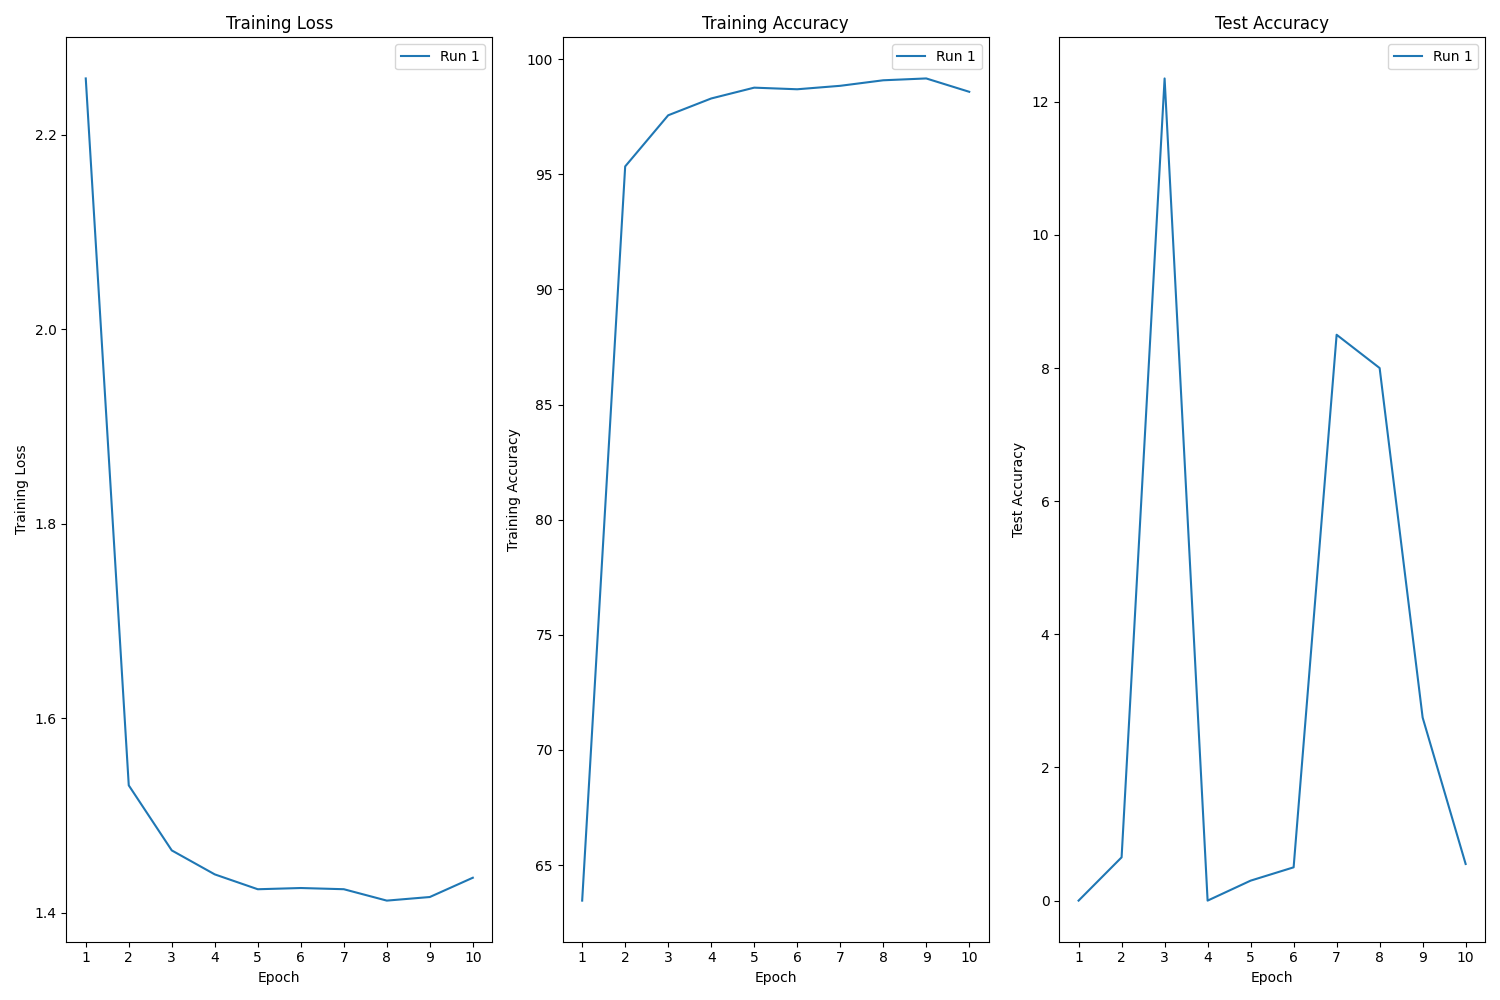 Training Loss
Run 1
2.2
2.0
1.8
1.6
1.4
Training Loss
1 2 3 4 5 6 7 8 9 10
Epoch
Training Accuracy
Run 1
100
95
90
85
80
75
70
65
Training Accuracy
1 2 3 4 5 6 7 8 9 10
Epoch
Test Accuracy
Run 1
12
10
8
6
4
2
0
Test Accuracy
1 2 3 4 5 6 7 8 9 10
Epoch